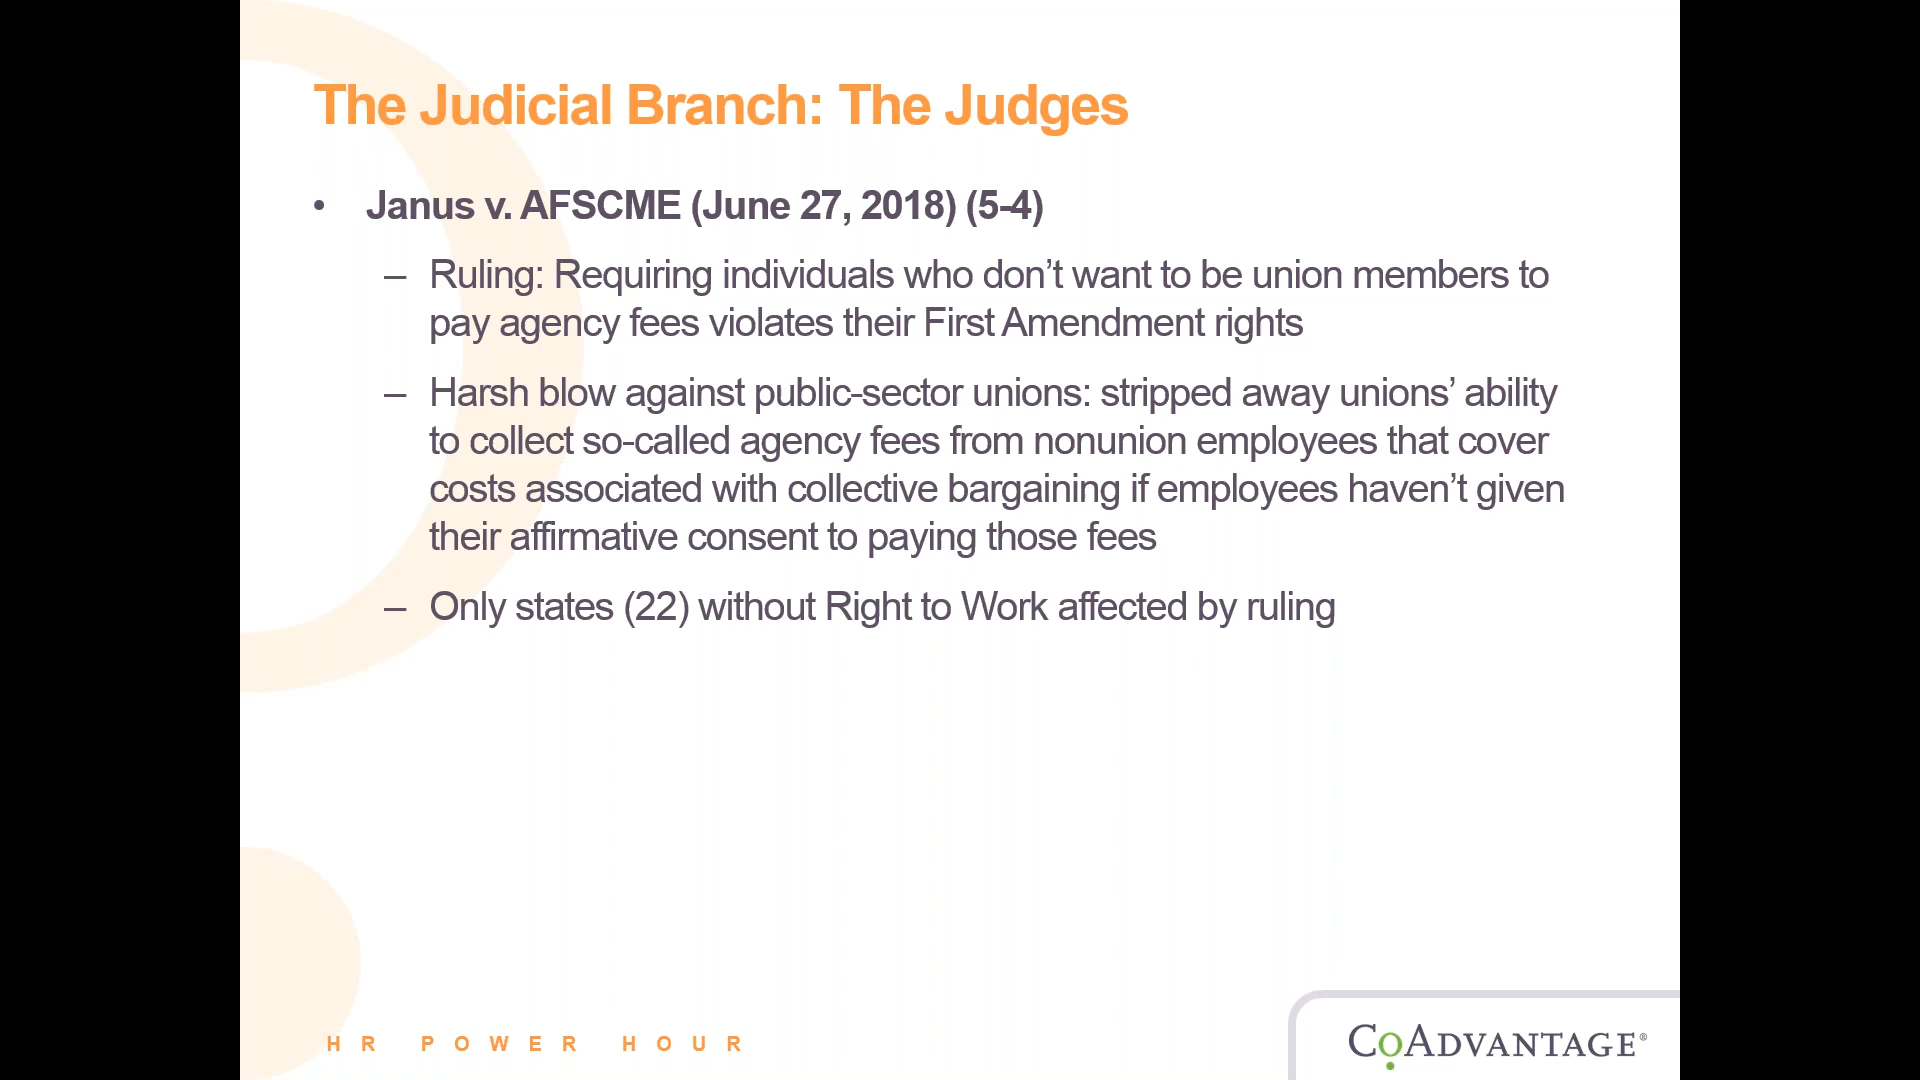 The Judicial Branch: The Judges
• Janus v. AFSCME (June 27, 2018) (5-4)
– Ruling: Requiring individuals who don’t want to be union members to
pay agency fees violates their First Amendment rights
– Harsh blow against public-sector unions: stripped away unions’ ability
to collect so-called agency fees from nonunion employees that cover
costs associated with collective bargaining if employees haven’t given
their affirmative consent to paying those fees
– Only states (22) without Right to Work affected by ruling
HR POWER HOUR
CoAdvantage®